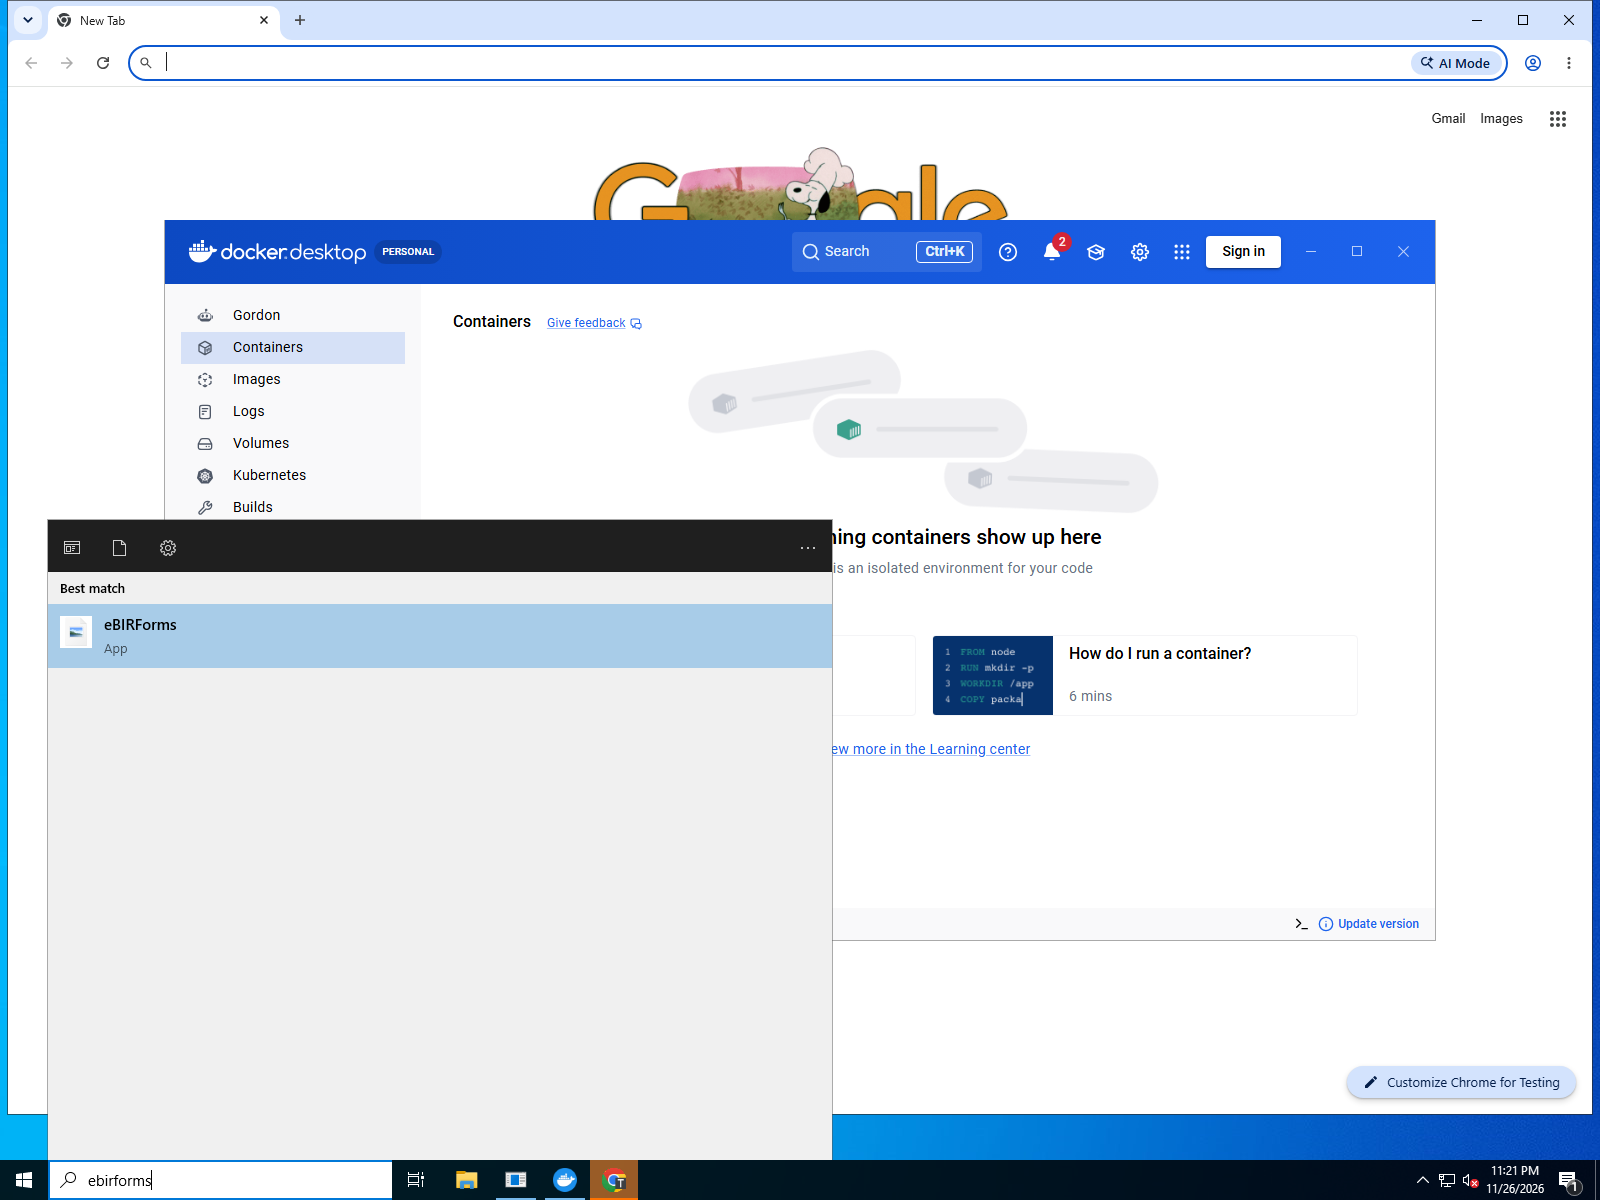 New Tab
AI Mode
Gmail
Images
Google
docker.desktop
PERSONAL
Search
Ctrl+K
2
Sign in
Gordon
Containers
Images
Logs
Volumes
Kubernetes
Builds
Containers
Give feedback
containers show up here
is an isolated environment for your code
1 FROM node
2 RUN mkdir -p
3 WORKDIR /app
4 COPY packa
How do I run a container?
6 mins
more in the Learning center
Update version
Best match
eBIRForms
App
Customize Chrome for Testing
ebirforms
T
11:21 PM
11/26/2026
1